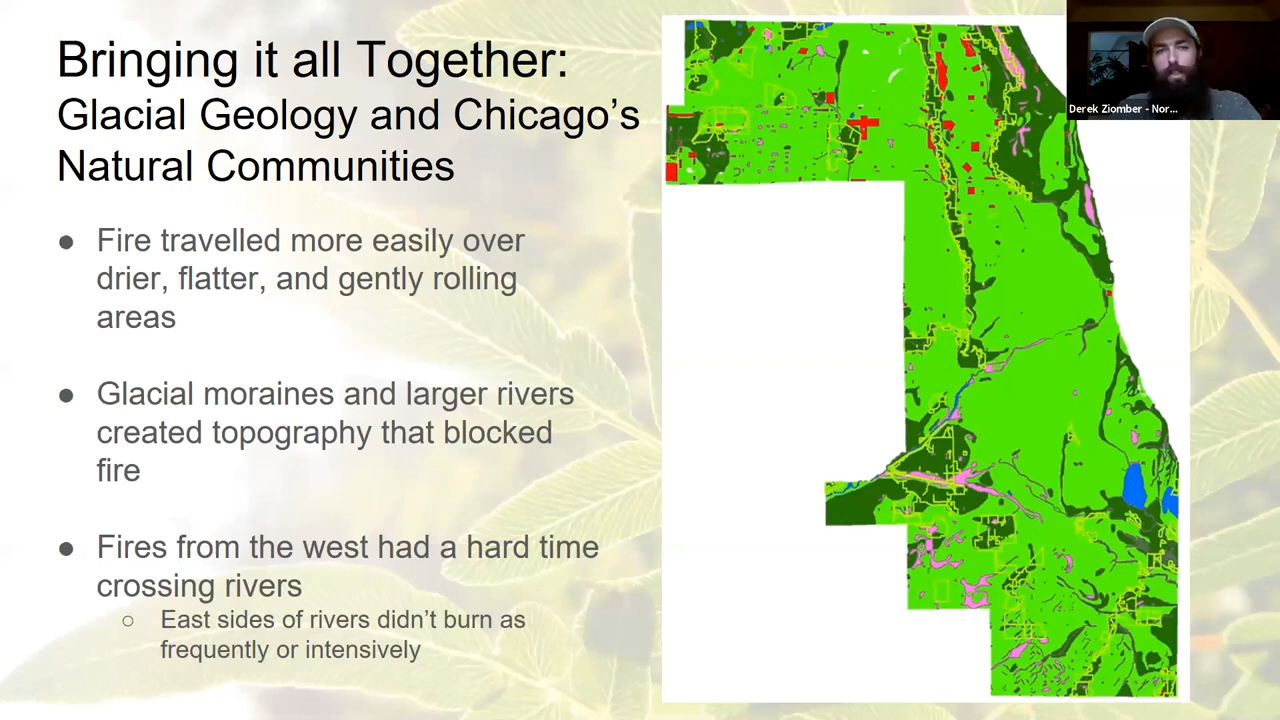 Bringing it all Together:
Glacial Geology and Chicago’s
Natural Communities
● Fire travelled more easily over
drier, flatter, and gently rolling
areas
● Glacial moraines and larger rivers
created topography that blocked
fire
● Fires from the west had a hard time
crossing rivers
○ East sides of rivers didn’t burn as
frequently or intensively
Derek Ziomber - Nor...